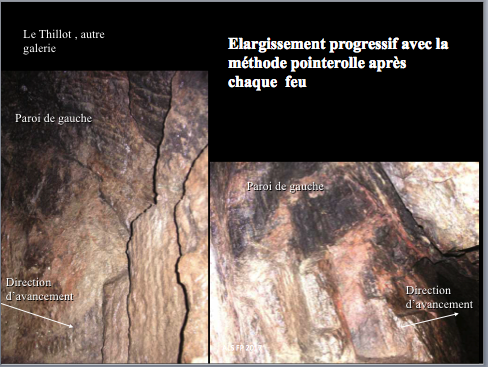 Le Thillot , autre
galerie
Elargissement progressif avec la
méthode pointerolle après
chaque feu
Paroi de gauche
Direction
d'avancement
Paroi de gauche
Direction
d'avancement